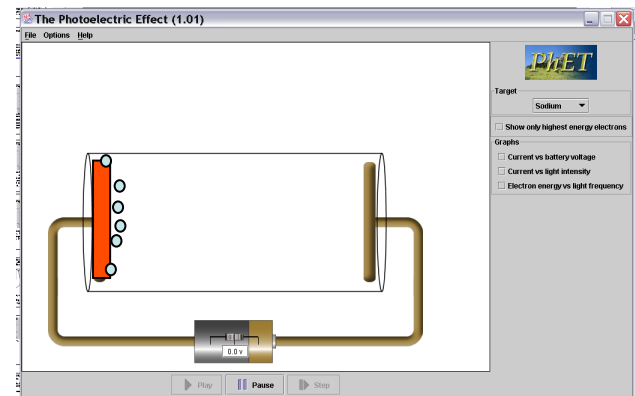 The Photoelectric Effect (1.01)
File Options Help
PhET
Target
Sodium
Show only highest energy electrons
Graphs
Current vs battery voltage
Current vs light intensity
Electron energy vs light frequency
0.0 v
Play Pause Step